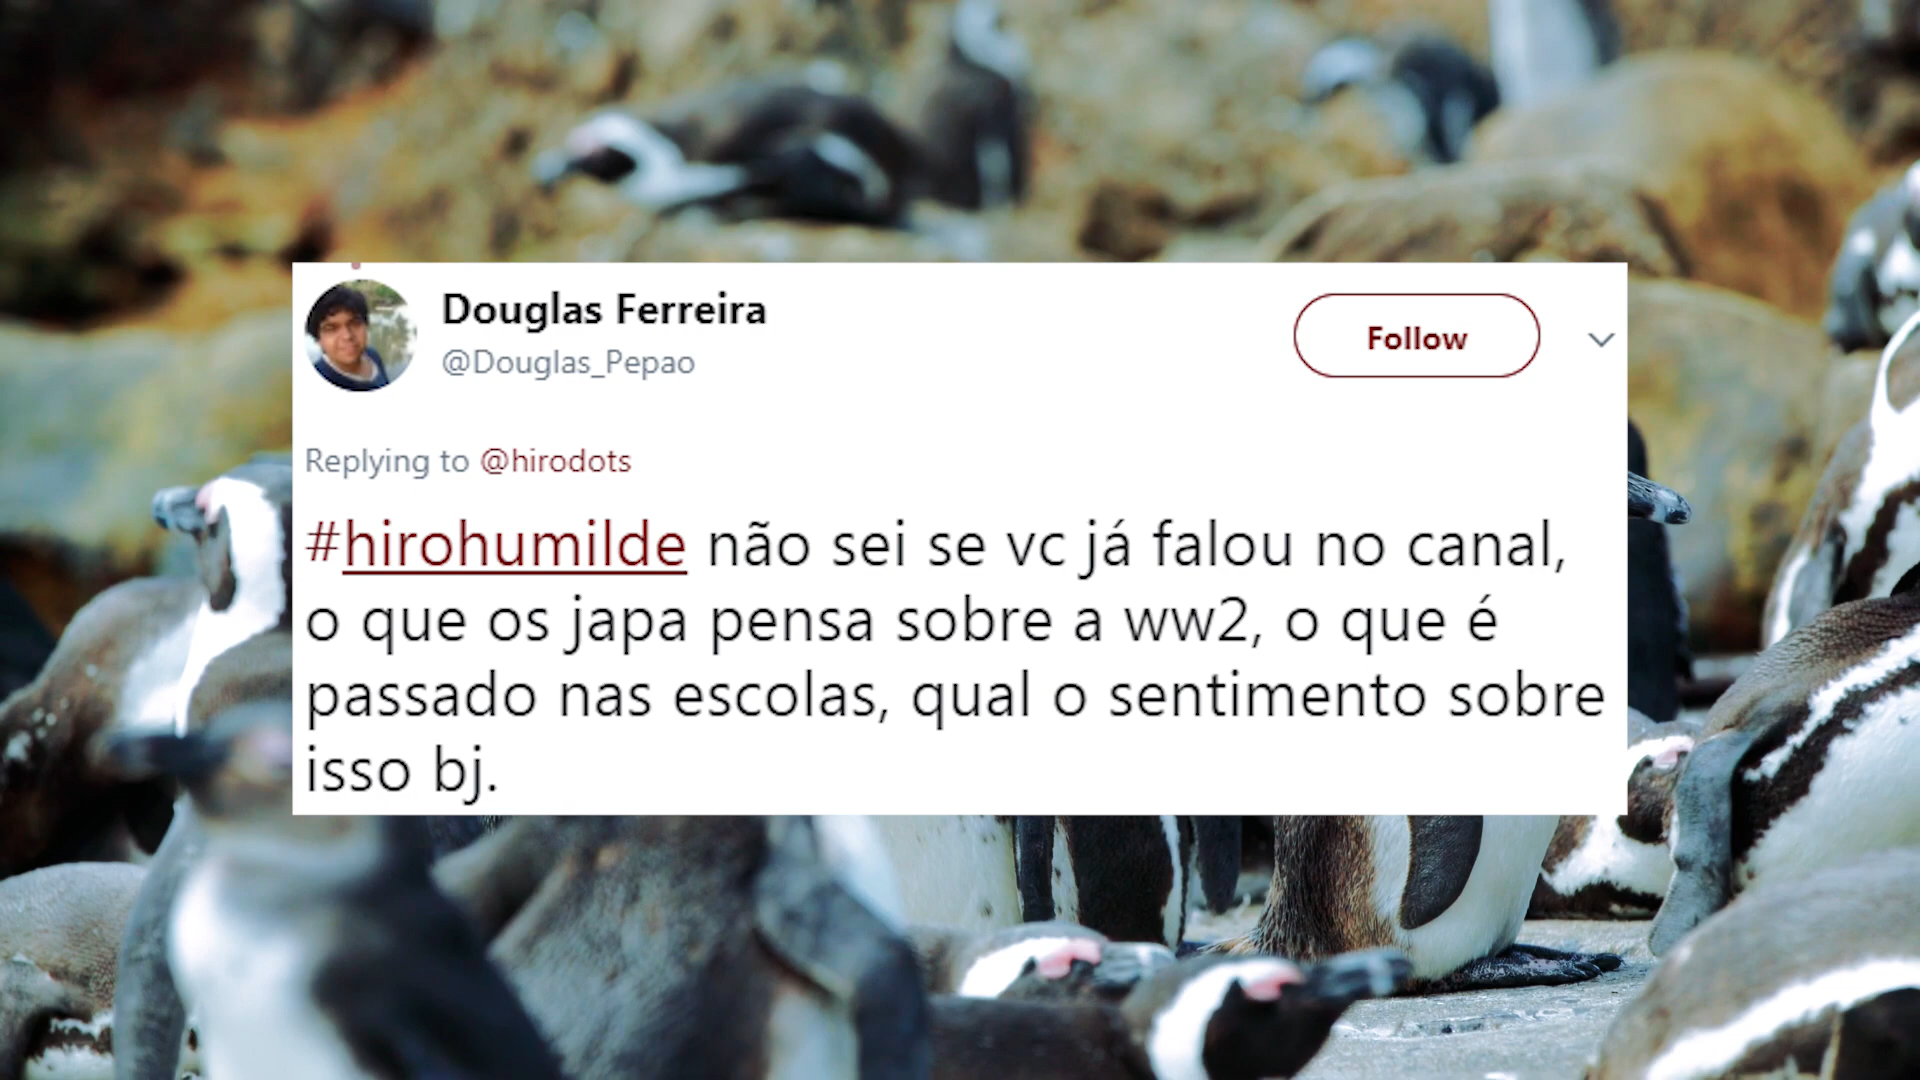 Douglas Ferreira
@Douglas_Pepao
Follow
Replying to @hirodots
#hirohumilde não sei se vc já falou no canal,
o que os japa pensa sobre a ww2, o que é
passado nas escolas, qual o sentimento sobre
isso bj.